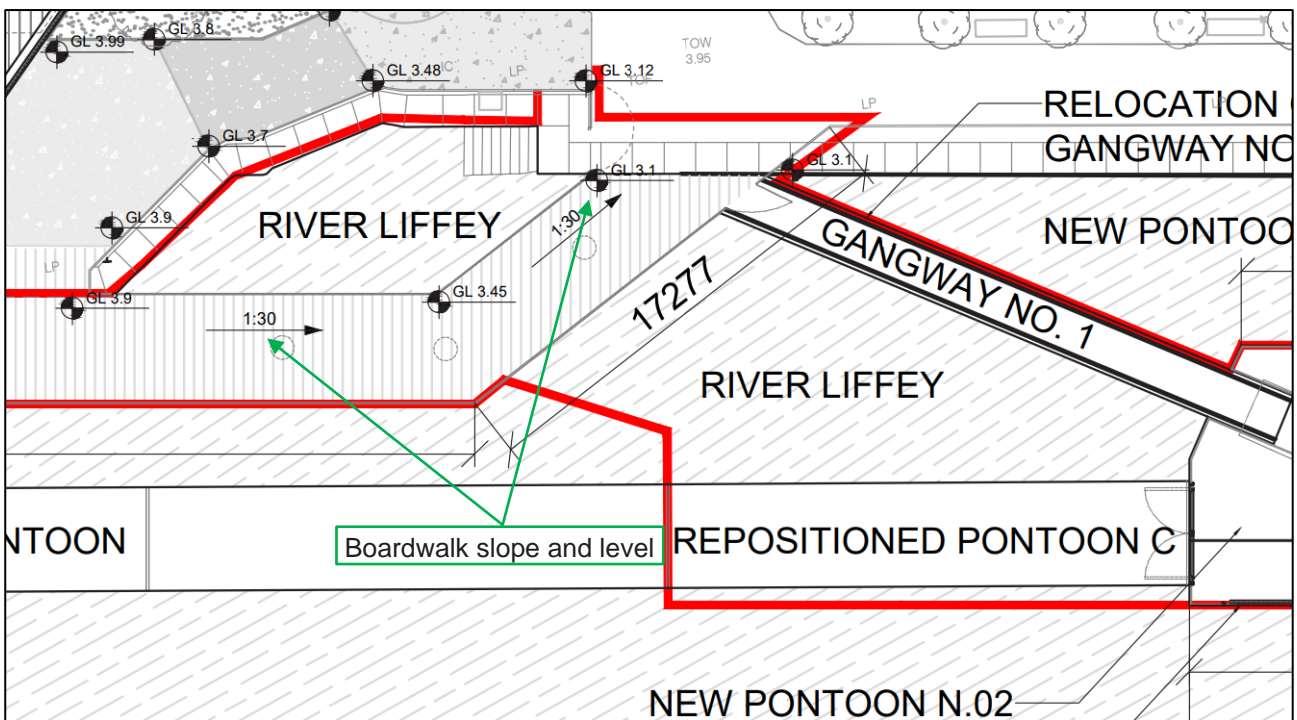 GL 3.8
GL 3.99
TOW
3.95
GL 3.48
IC
LP
GL 3.12
TOF
LP
RELOCATION
LP
GANGWAY NO
GL 3.7
GL 3.1
GL 3.1
RIVER LIFFEY
1:30
GL 3.9
NEW PONTOO
GANGWAY NO. 1
LP
17277
GL 3.9
GL 3.45
1:30
RIVER LIFFEY
NTOON
Boardwalk slope and level
REPOSITIONED PONTOON C
NEW PONTOON N.02